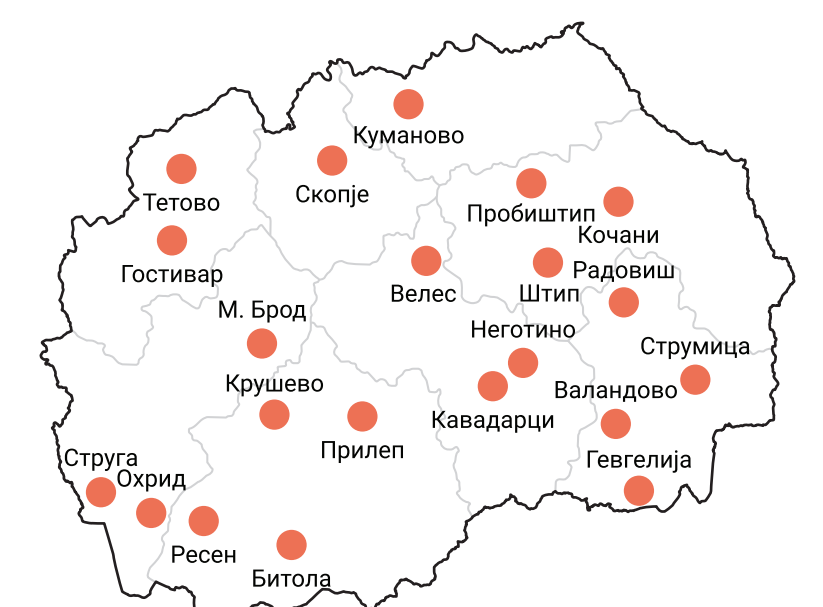 Куманово
Скопје
Тетово
Пробиштип
Кочани
Гостивар
Радовиш
Велес
Штип
М. Брод
Неготино
Струмица
Крушево
Валандово
Кавадарци
Прилеп
Струга
Гевгелија
Охрид
Ресен
Битола